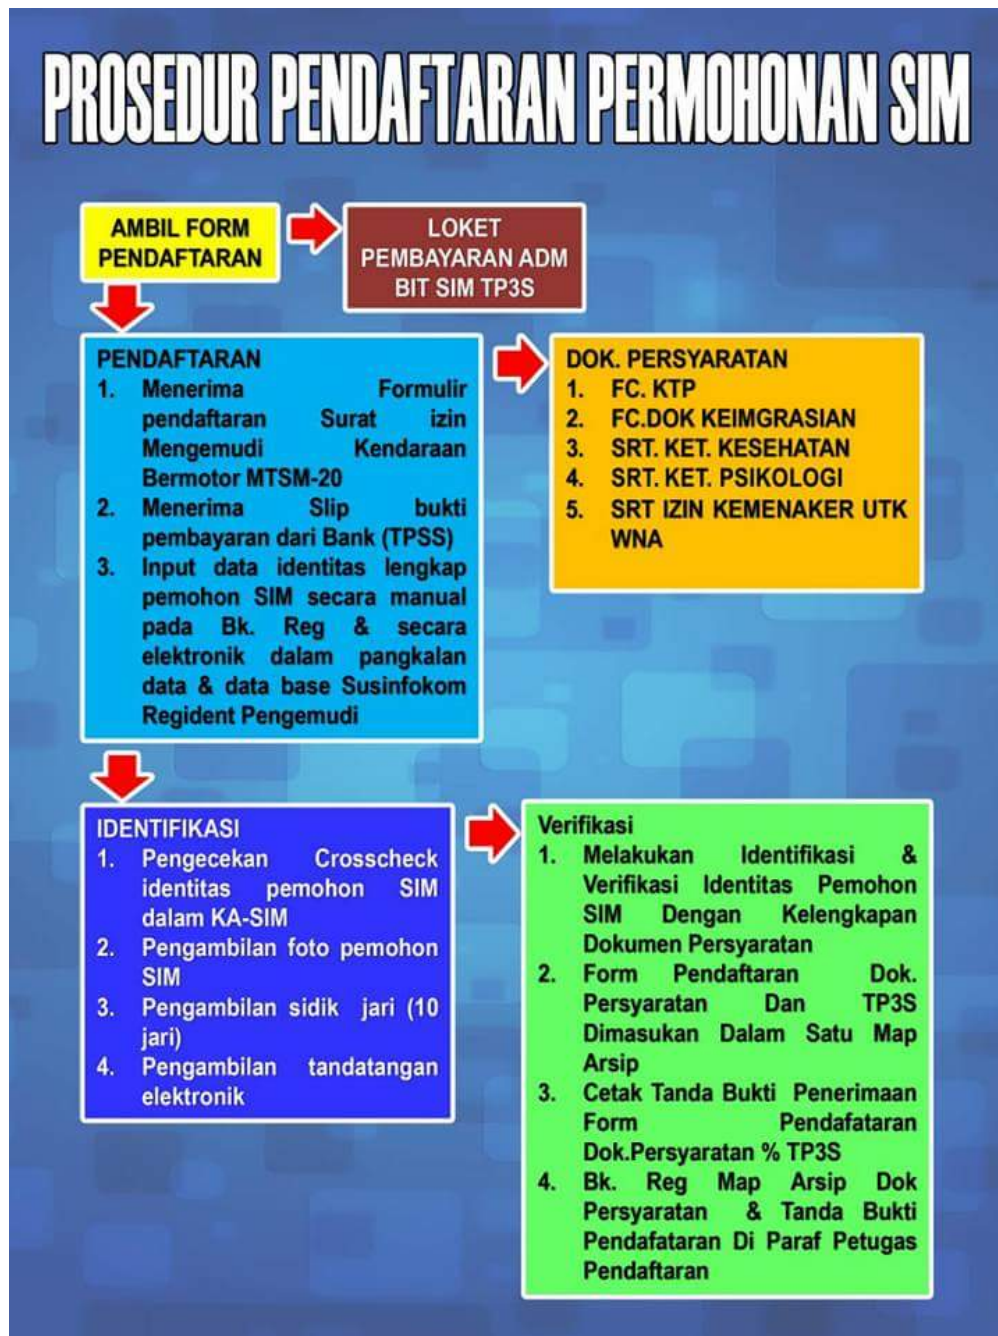 PROSEDUR PENDAFTARAN PERMOHONAN SIM
AMBIL FORM
PENDAFTARAN
LOKET
PEMBAYARAN ADM
BIT SIM TP3S
PENDAFTARAN
1. Menerima Formulir
pendaftaran Surat izin
Mengemudi Kendaraan
Bermotor MTSM-20
2. Menerima Slip bukti
pembayaran dari Bank (TPSS)
3. Input data identitas lengkap
pemohon SIM secara manual
pada Bk. Reg & secara
elektronik dalam pangkalan
data & data base Susinfokom
Regident Pengemudi
DOK. PERSYARATAN
1. FC. KTP
2. FC.DOK KEIMGRASIAN
3. SRT. KET. KESEHATAN
4. SRT. KET. PSIKOLOGI
5. SRT IZIN KEMENAKER UTK
WNA
IDENTIFIKASI
1. Pengecekan Crosscheck
identitas pemohon SIM
dalam KA-SIM
2. Pengambilan foto pemohon
SIM
3. Pengambilan sidik jari (10
jari)
4. Pengambilan tandatangan
elektronik
Verifikasi
1. Melakukan Identifikasi &
Verifikasi Identitas Pemohon
SIM Dengan Kelengkapan
Dokumen Persyaratan
2. Form Pendaftaran Dok.
Persyaratan Dan TP3S
Dimasukan Dalam Satu Map
Arsip
3. Cetak Tanda Bukti Penerimaan
Form Pendafataran
Dok.Persyaratan % TP3S
4. Bk. Reg Map Arsip Dok
Persyaratan & Tanda Bukti
Pendafataran Di Paraf Petugas
Pendaftaran